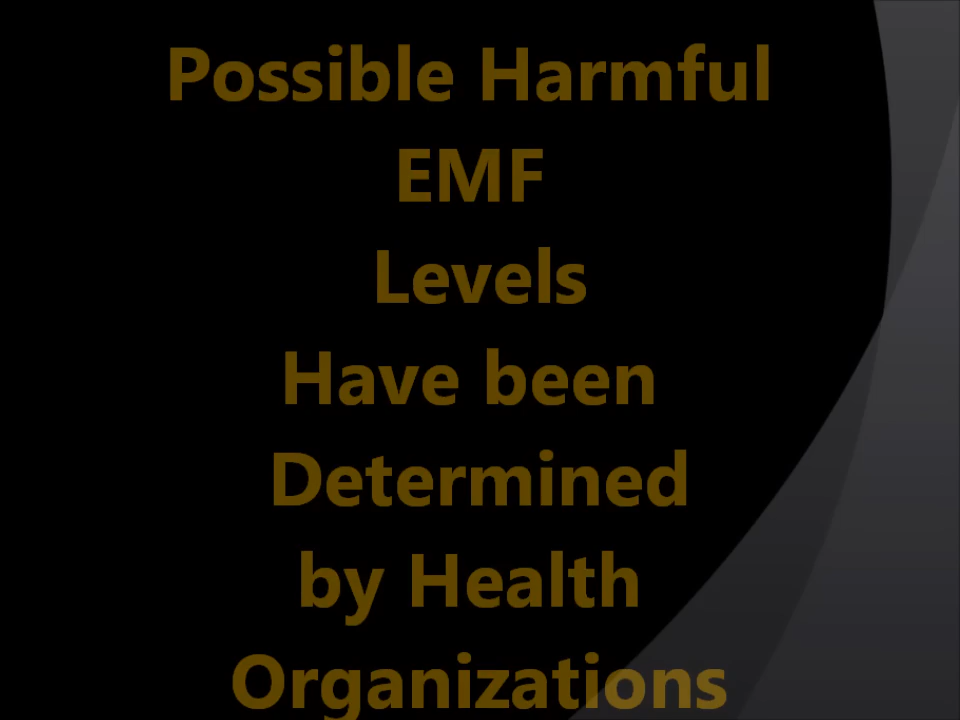 Possible Harmful
EMF
Levels
Have been
Determined
by Health
Organizations